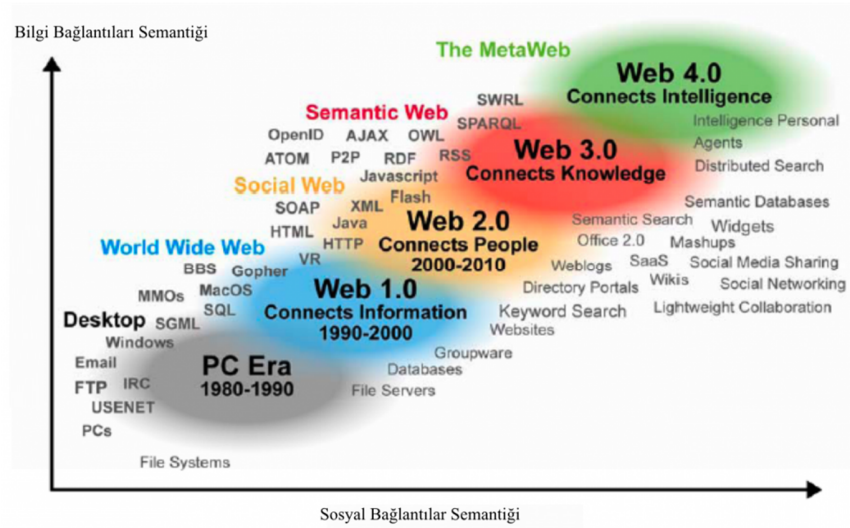 Bilgi Bağlantıları Semantiği
The MetaWeb
Web 4.0
Connects Intelligence
SWRL
Semantic Web
SPARQL
Intelligence Personal
Agents
OpenID AJAX OWL
Web 3.0
Connects Knowledge
ATOM P2P RDF RSS
Distributed Search
Javascript
Social Web
Flash
Semantic Databases
SOAP XML
Web 2.0
Connects People
2000-2010
Semantic Search Widgets
HTML Java
Office 2.0 Mashups
HTTP
World Wide Web
VR
Weblogs SaaS Social Media Sharing
BBS Gopher
Web 1.0
Connects Information
1990-2000
Directory Portals Wikis Social Networking
MMOs MacOS
SQL
Keyword Search Lightweight Collaboration
Desktop SGML
Websites
Windows
Groupware
Email
PC Era
1980-1990
Databases
FTP IRC
File Servers
USENET
PCs
File Systems
Sosyal Bağlantılar Semantiği